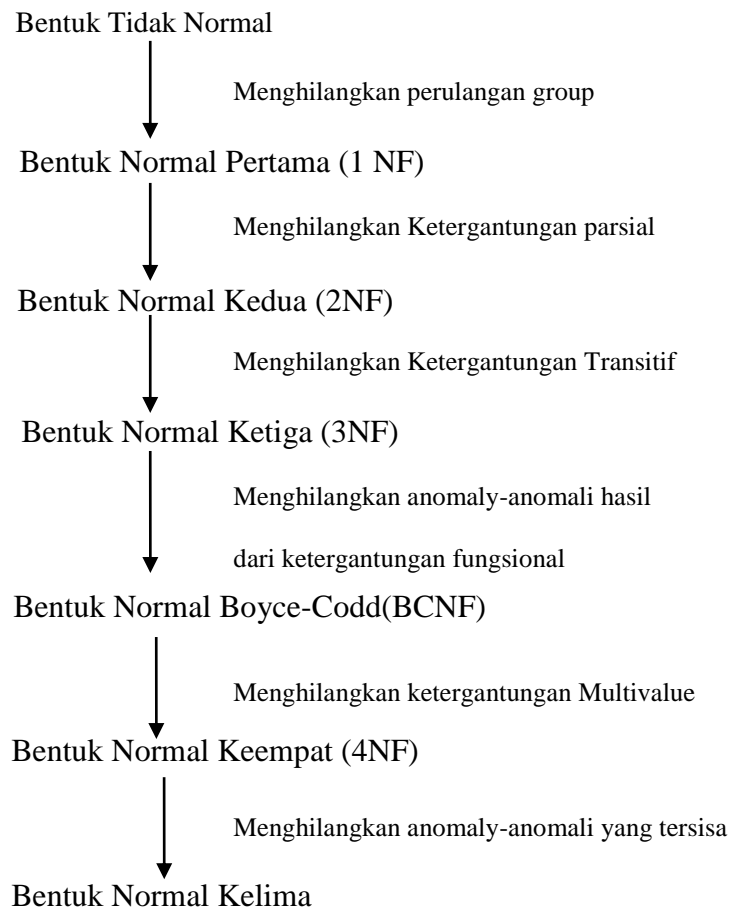 Bentuk Tidak Normal
Menghilangkan perulangan group
Bentuk Normal Pertama (1 NF)
Menghilangkan Ketergantungan parsial
Bentuk Normal Kedua (2NF)
Menghilangkan Ketergantungan Transitif
Bentuk Normal Ketiga (3NF)
Menghilangkan anomaly-anomali hasil
dari ketergantungan fungsional
Bentuk Normal Boyce-Codd(BCNF)
Menghilangkan ketergantungan Multivalue
Bentuk Normal Keempat (4NF)
Menghilangkan anomaly-anomali yang tersisa
Bentuk Normal Kelima